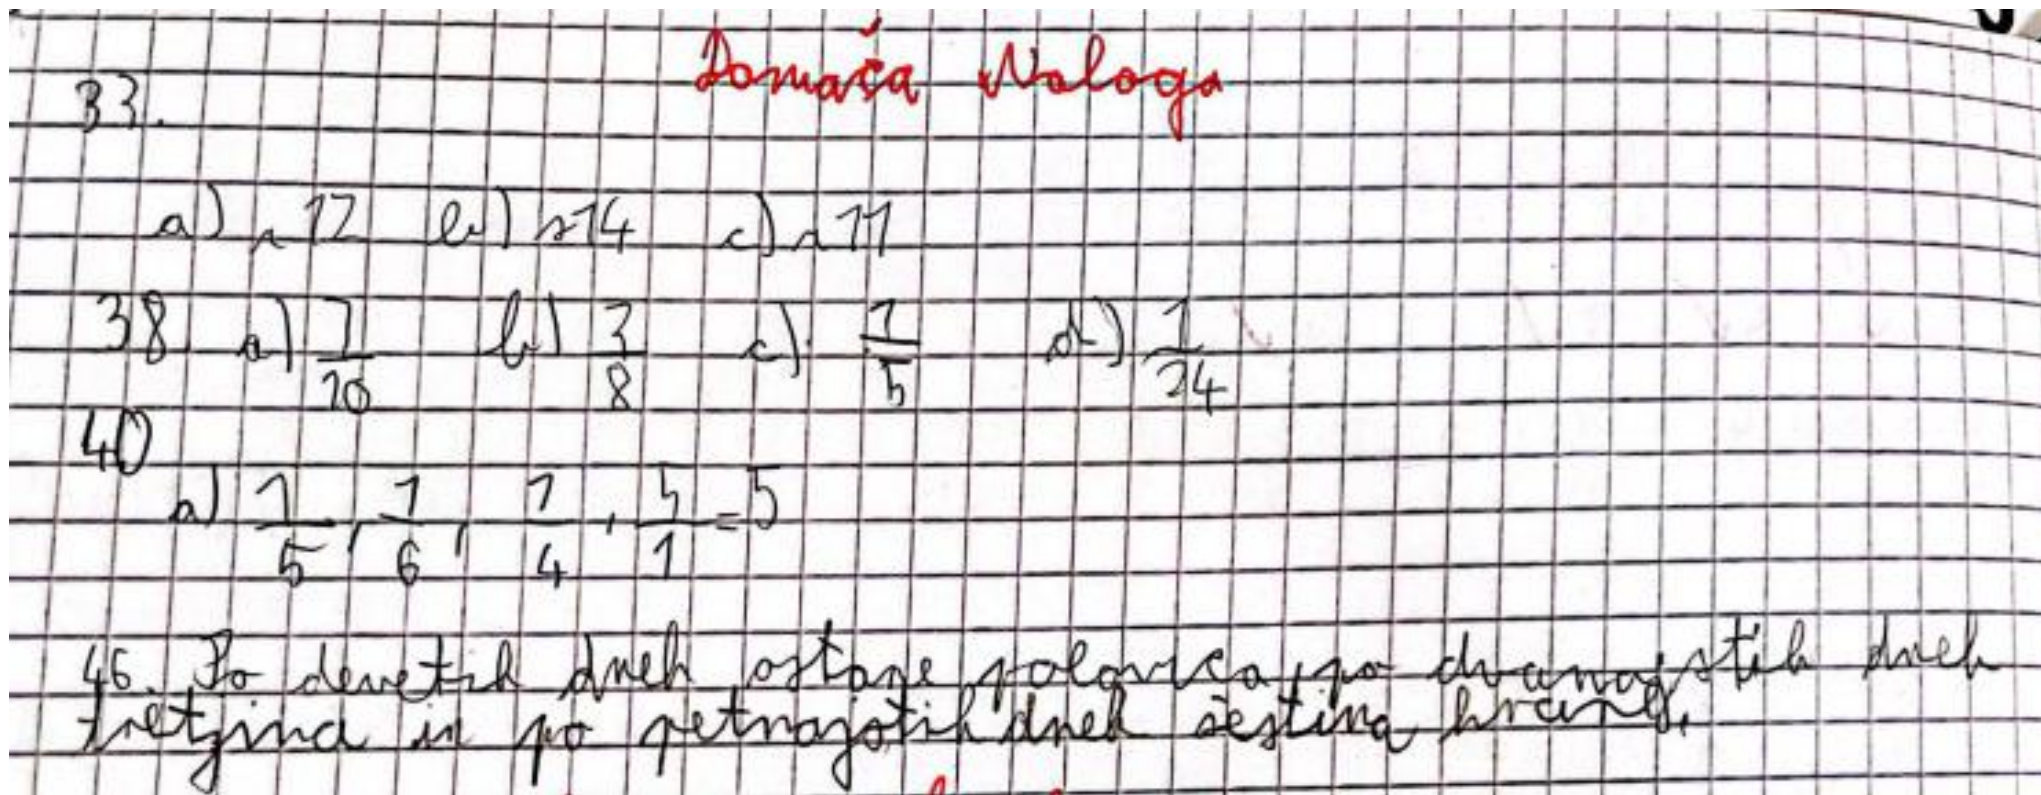 Domača Naloga
33.
a) s 12 b) s 14 c) s 11
38 a) 7/20 b) 3/8 c) 1/5 d) 1/24
40
a) 1/5, 1/6, 1/4, 5/1 = 5
46. Po devetih dneh ostane polovica, po dvanajstih dneh
tretjina in po petnajstih dneh šestina hrane.